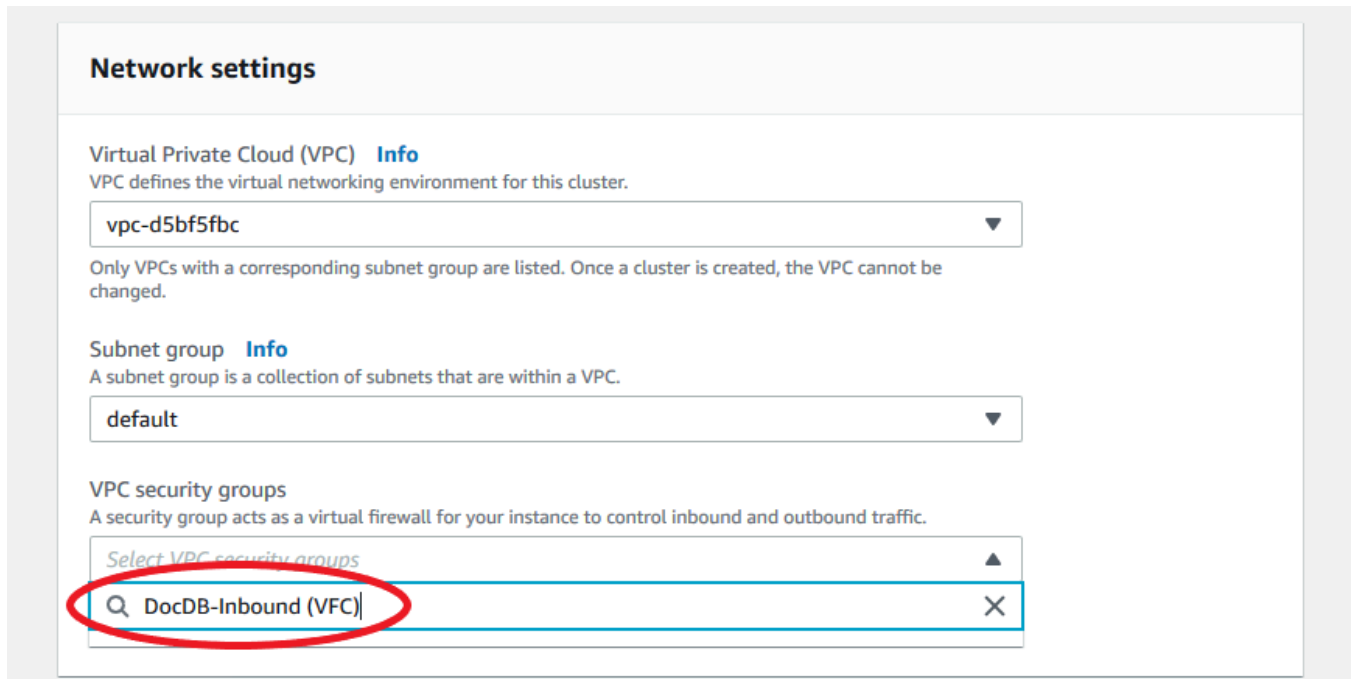 Network settings
Virtual Private Cloud (VPC) Info
VPC defines the virtual networking environment for this cluster.
vpc-d5bf5fbc
Only VPCs with a corresponding subnet group are listed. Once a cluster is created, the VPC cannot be
changed.
Subnet group Info
A subnet group is a collection of subnets that are within a VPC.
default
VPC security groups
A security group acts as a virtual firewall for your instance to control inbound and outbound traffic.
Select VPC security groups
DocDB-Inbound (VFC)